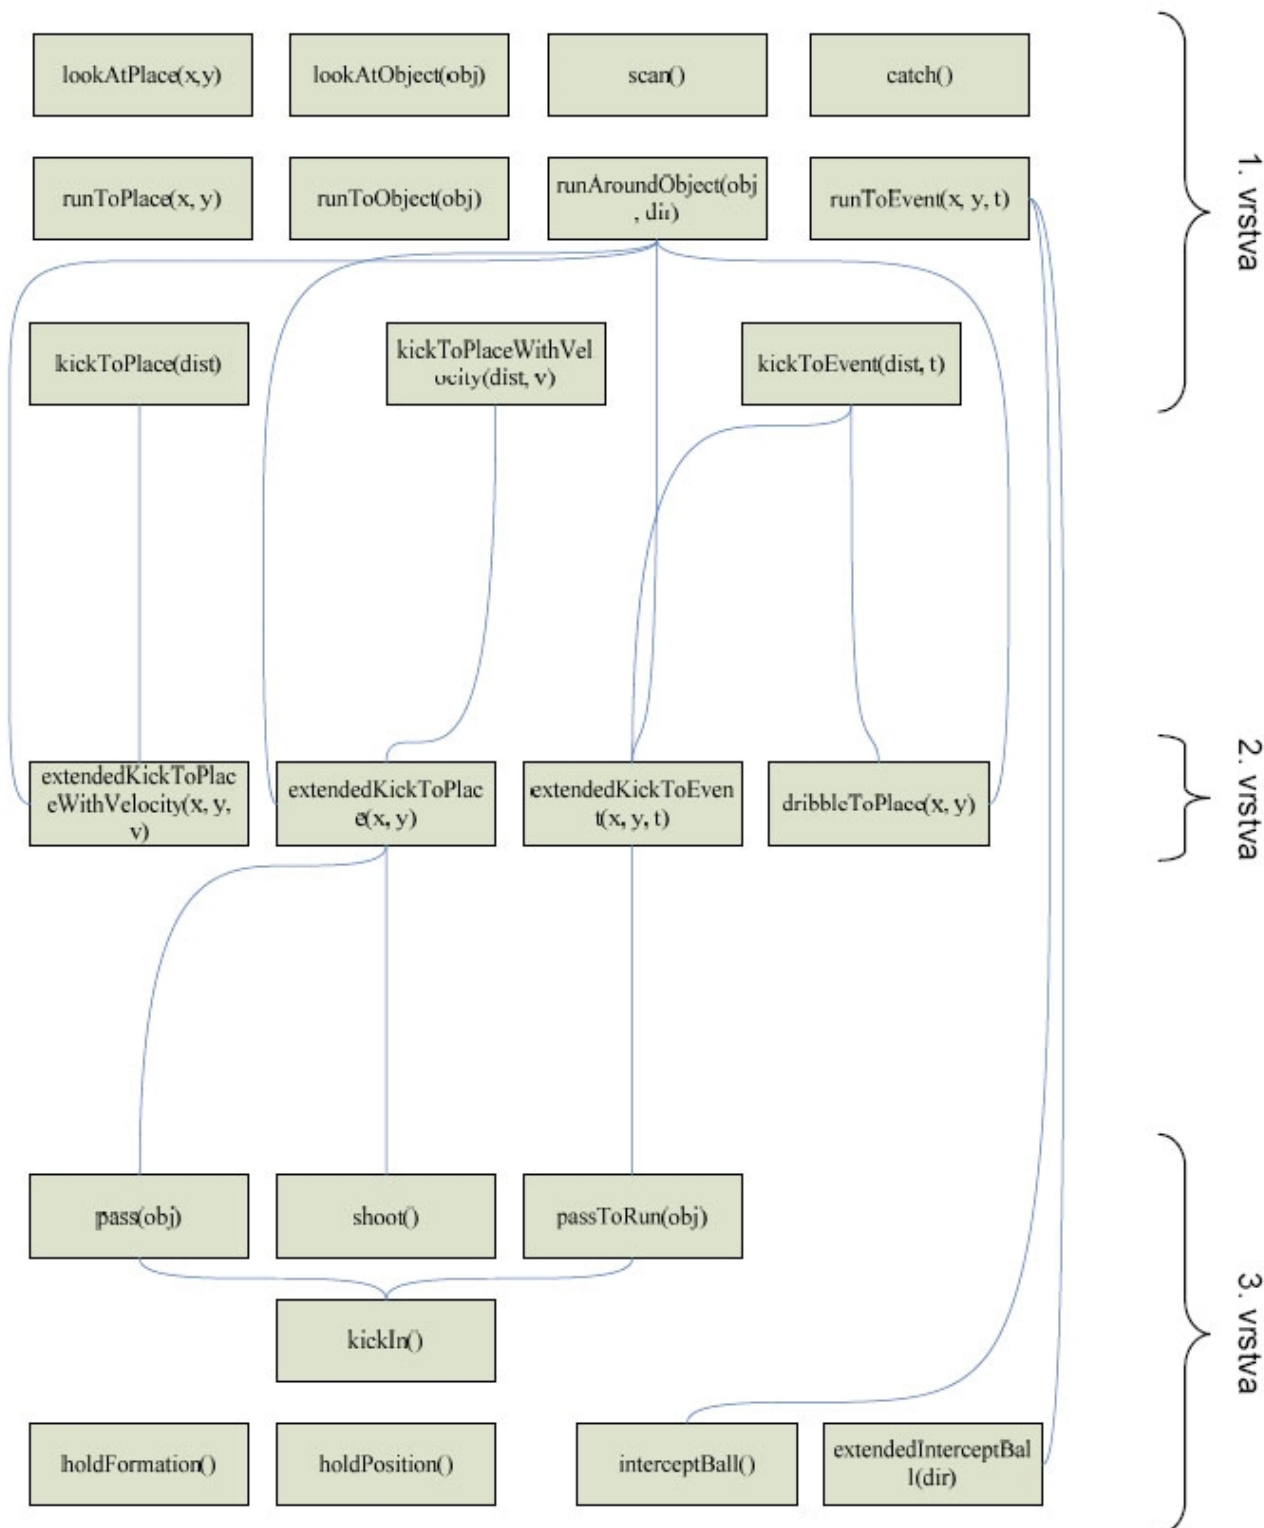 lookAtPlace(x,y)
lookAtObject(obj)
scan()
catch()
runToPlace(x, y)
runToObject(obj)
runAroundObject(obj
, dir)
runToEvent(x, y, t)
1. vrstva
kickToPlace(dist)
kickToPlaceWithVel
ocity(dist, v)
kickToEvent(dist, t)
extendedKickToPlac
eWithVelocity(x, y,
v)
extendedKickToPlac
e(x, y)
extendedKickToEven
t(x, y, t)
dribbleToPlace(x, y)
2. vrstva
pass(obj)
shoot()
passToRun(obj)
kickIn()
3. vrstva
holdFormation()
holdPosition()
interceptBall()
extendedInterceptBal
l(dir)